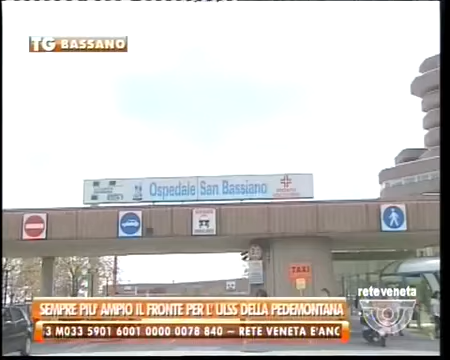 TG BASSANO
Ospedale San Bassiano
TAXI
reteveneta
SEMPRE PIU' AMPIO IL FRONTE PER L' ULSS DELLA PEDEMONTANA
3 M033 5901 6001 0000 0078 840 – RETE VENETA E'ANC